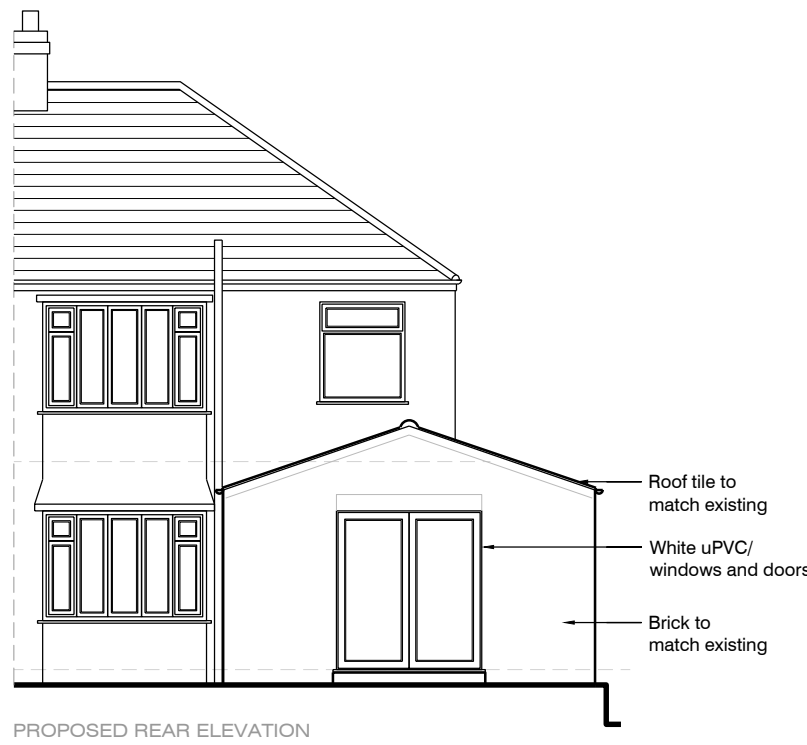 Roof tile to
match existing
White uPVC/
windows and doors
Brick to
match existing
PROPOSED REAR ELEVATION